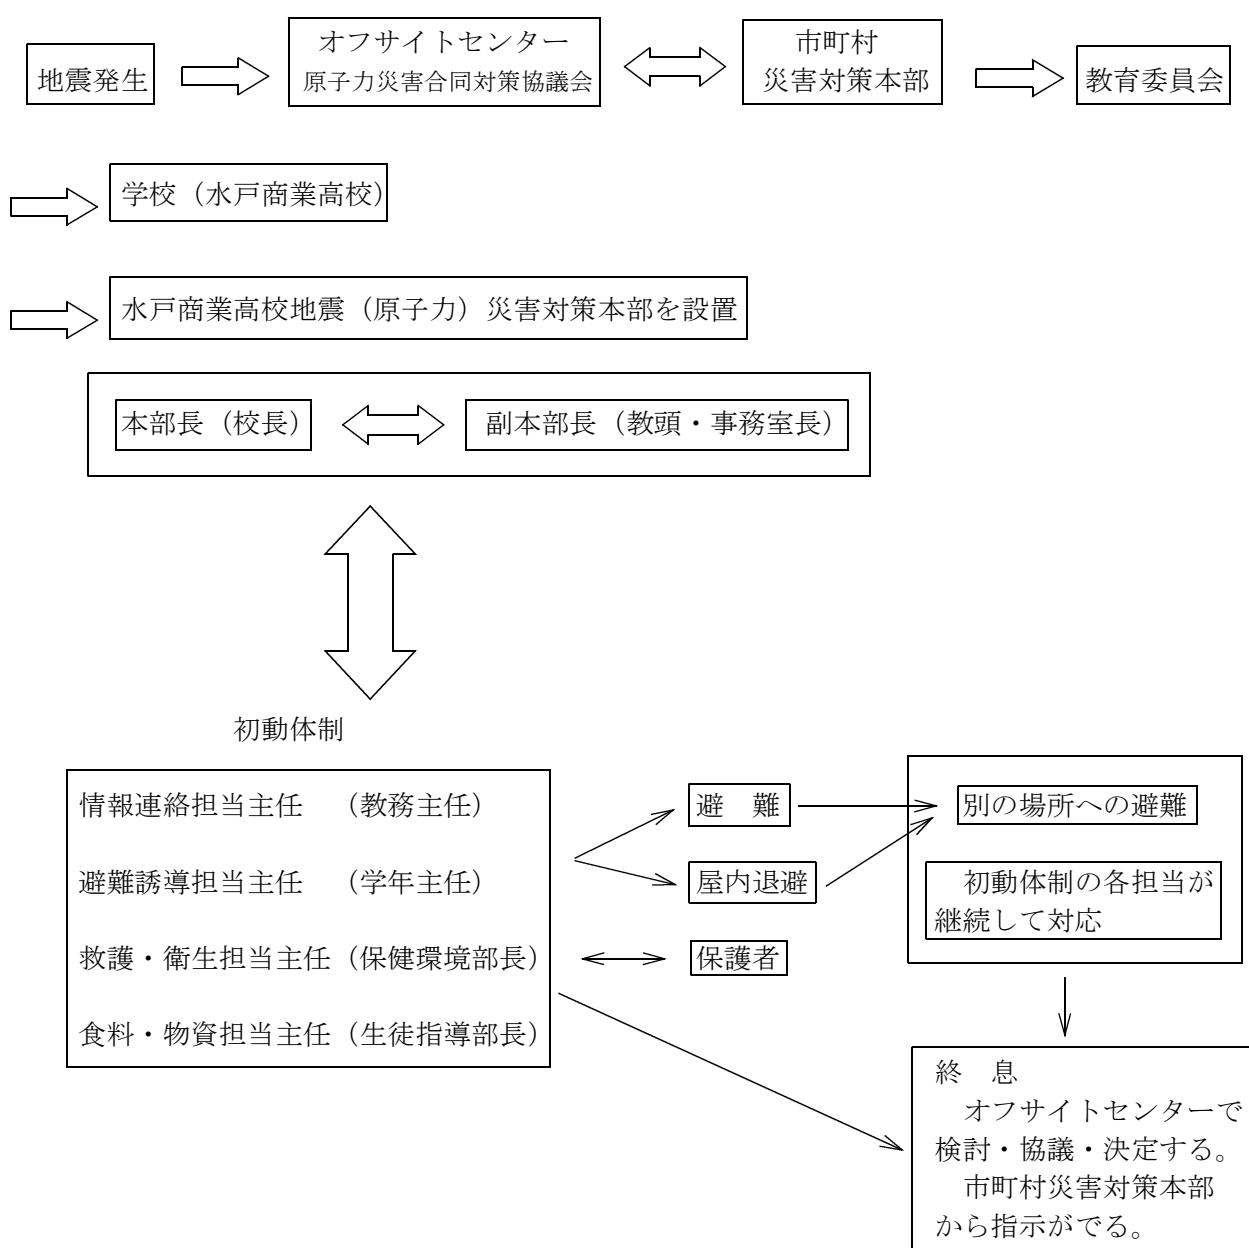 地震発生
オフサイトセンター
原子力災害合同対策協議会
市町村
災害対策本部
教育委員会
学校（水戸商業高校）
水戸商業高校地震（原子力）災害対策本部を設置
本部長（校長）
副本部長（教頭・事務室長）
初動体制
情報連絡担当主任　（教務主任）
避難誘導担当主任　（学年主任）
救護・衛生担当主任（保健環境部長）
食料・物資担当主任（生徒指導部長）
避　難
屋内退避
保護者
別の場所への避難
初動体制の各担当が
継続して対応
終　息
オフサイトセンターで
検討・協議・決定する。
市町村災害対策本部
から指示がでる。